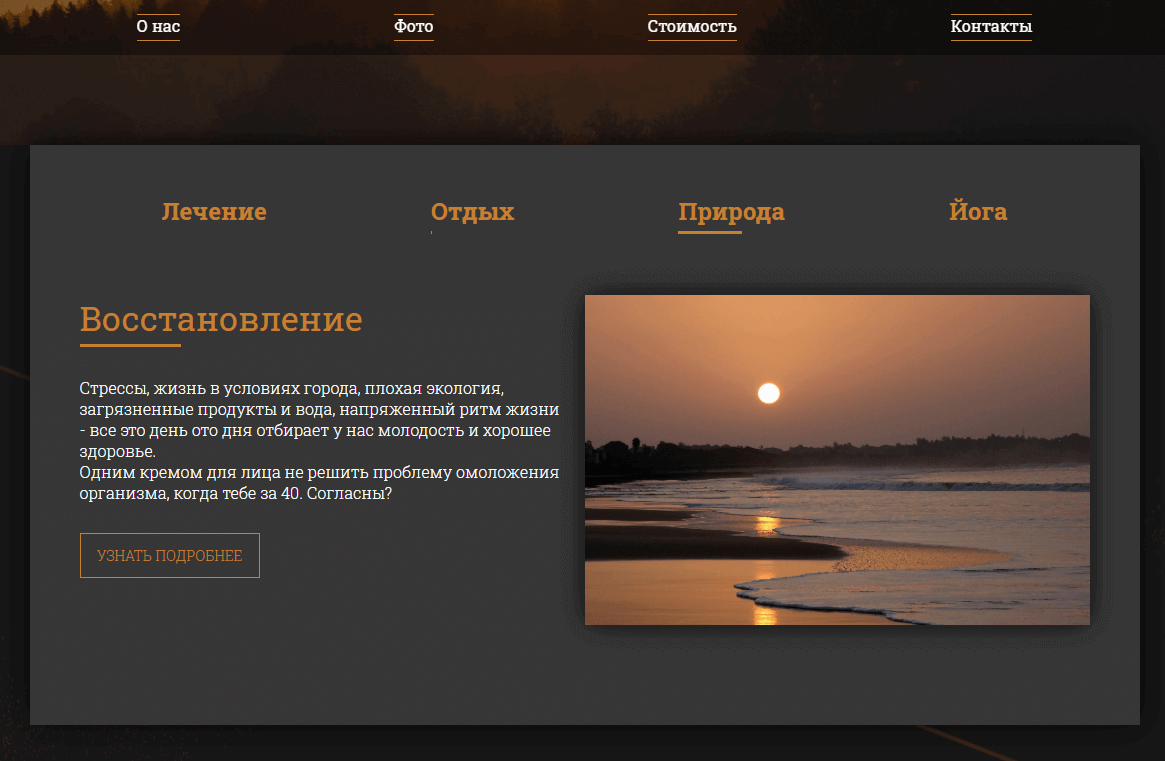 О нас
Фото
Стоимость
Контакты
Лечение
Отдых
Природа
Йога
Восстановление
Стрессы, жизнь в условиях города, плохая экология,
загрязненные продукты и вода, напряженный ритм жизни
- все это день ото дня отбирает у нас молодость и хорошее
здоровье.
Одним кремом для лица не решить проблему омоложения
организма, когда тебе за 40. Согласны?
УЗНАТЬ ПОДРОБНЕЕ